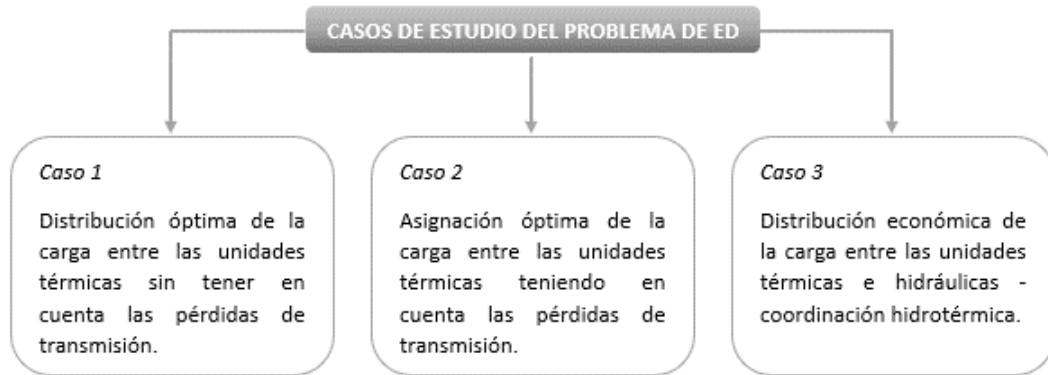 CASOS DE ESTUDIO DEL PROBLEMA DE ED
Caso 1
Distribución óptima de la
carga entre las unidades
térmicas sin tener en
cuenta las pérdidas de
transmisión.
Caso 2
Asignación óptima de la
carga entre las unidades
térmicas teniendo en
cuenta las pérdidas de
transmisión.
Caso 3
Distribución económica de
la carga entre las unidades
térmicas e hidráulicas -
coordinación hidrotérmica.